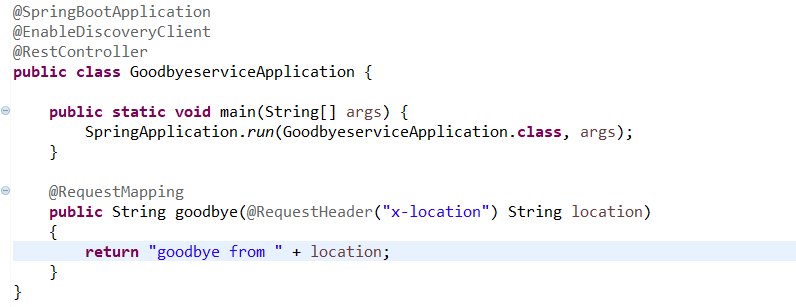 @SpringBootApplication
@EnableDiscoveryClient
@RestController
public class GoodbyeserviceApplication {
public static void main(String[] args) {
SpringApplication.run(GoodbyeserviceApplication.class, args);
}
@RequestMapping
public String goodbye(@RequestHeader("x-location") String location)
{
return "goodbye from " + location;
}
}